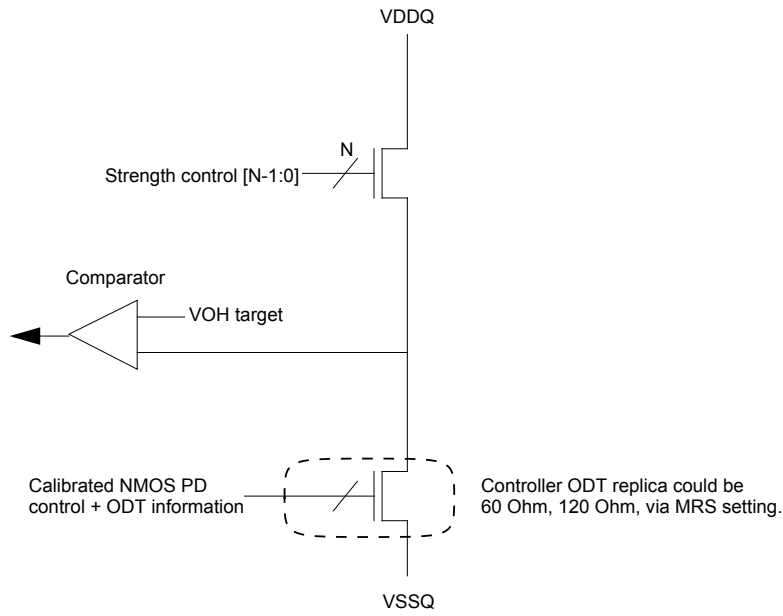 VDDQ
N
Strength control [N-1:0]
Comparator
VOH target
Calibrated NMOS PD
control + ODT information
Controller ODT replica could be
60 Ohm, 120 Ohm, via MRS setting.
VSSQ